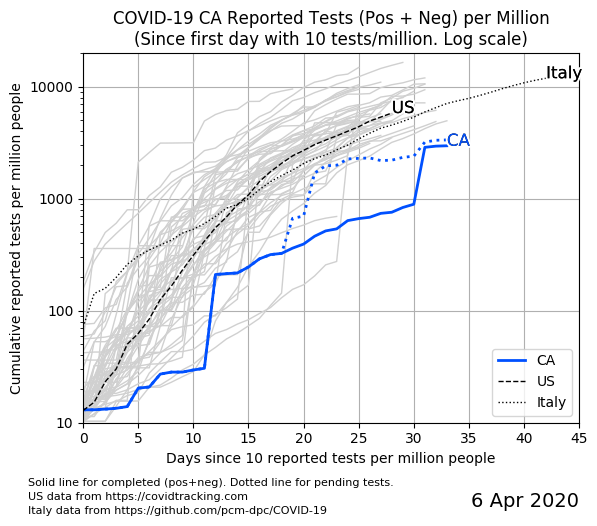 COVID-19 CA Reported Tests (Pos + Neg) per Million
(Since first day with 10 tests/million. Log scale)
Cumulative reported tests per million people
10000
1000
100
10
Italy
US
CA
CA
US
Italy
0 5 10 15 20 25 30 35 40 45
Days since 10 reported tests per million people
Solid line for completed (pos+neg). Dotted line for pending tests.
US data from https://covidtracking.com
Italy data from https://github.com/pcm-dpc/COVID-19
6 Apr 2020